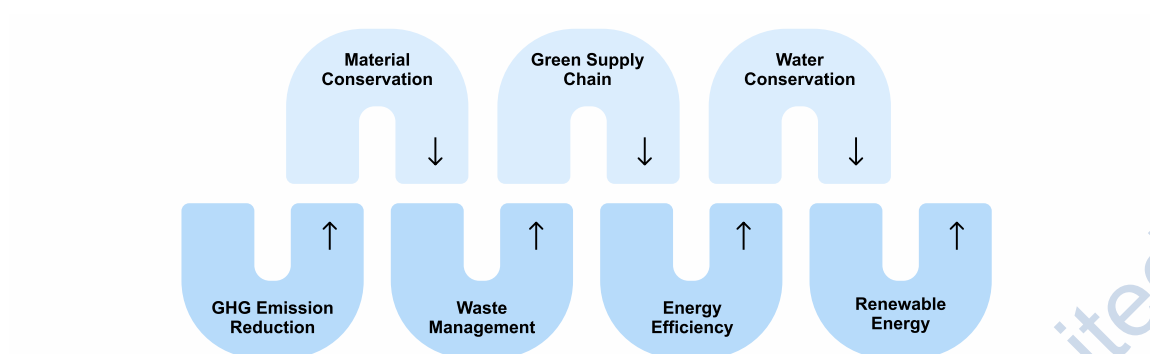 Material
Conservation
Green Supply
Chain
Water
Conservation
GHG Emission
Reduction
Waste
Management
Energy
Efficiency
Renewable
Energy